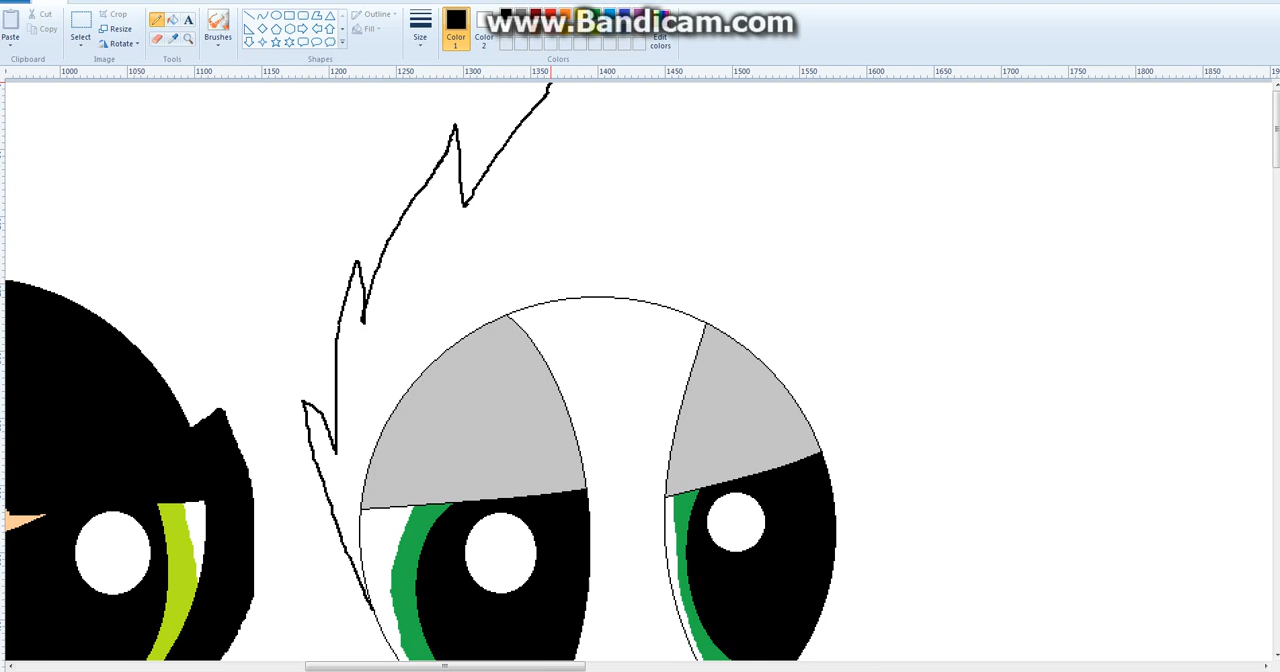 www.Bandicam.com
Paste
Cut
Copy
Clipboard
Select
Crop
Resize
Rotate
Image
A
Tools
Brushes
Shapes
Outline
Fill
Size
Color 1
Color 2
Edit colors
Colors
1000 1050 1100 1150 1200 1250 1300 1350 1400 1450 1500 1550 1600 1650 1700 1750 1800 1850